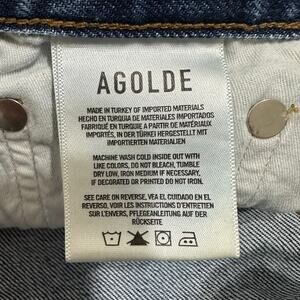 AGOLDE
MADE IN TURKEY OF IMPORTED MATERIALS
HECHO EN TURQUIA DE MATERIALES IMPORTADOS
FABRIQUÉ EN TURQUIE A PARTIR DE MATÉRIAUX
IMPORTÉS. IN DER TÜRKEI HERGESTELLT MIT
IMPORTIERTEN MATERIALIEN
MACHINE WASH COLD INSIDE OUT WITH
LIKE COLORS, DO NOT BLEACH, TUMBLE
DRY LOW, IRON MEDIUM IF NECESSARY,
IF DECORATED OR PRINTED DO NOT IRON.
SEE CARE ON REVERSE, VEA EL CUIDADO EN EL
REVERSO, VOIR LES INSTRUCTIONS D'ENTRETIEN
SUR L'ENVERS, PFLEGEANLEITUNG AUF DER
RÜCKSEITE